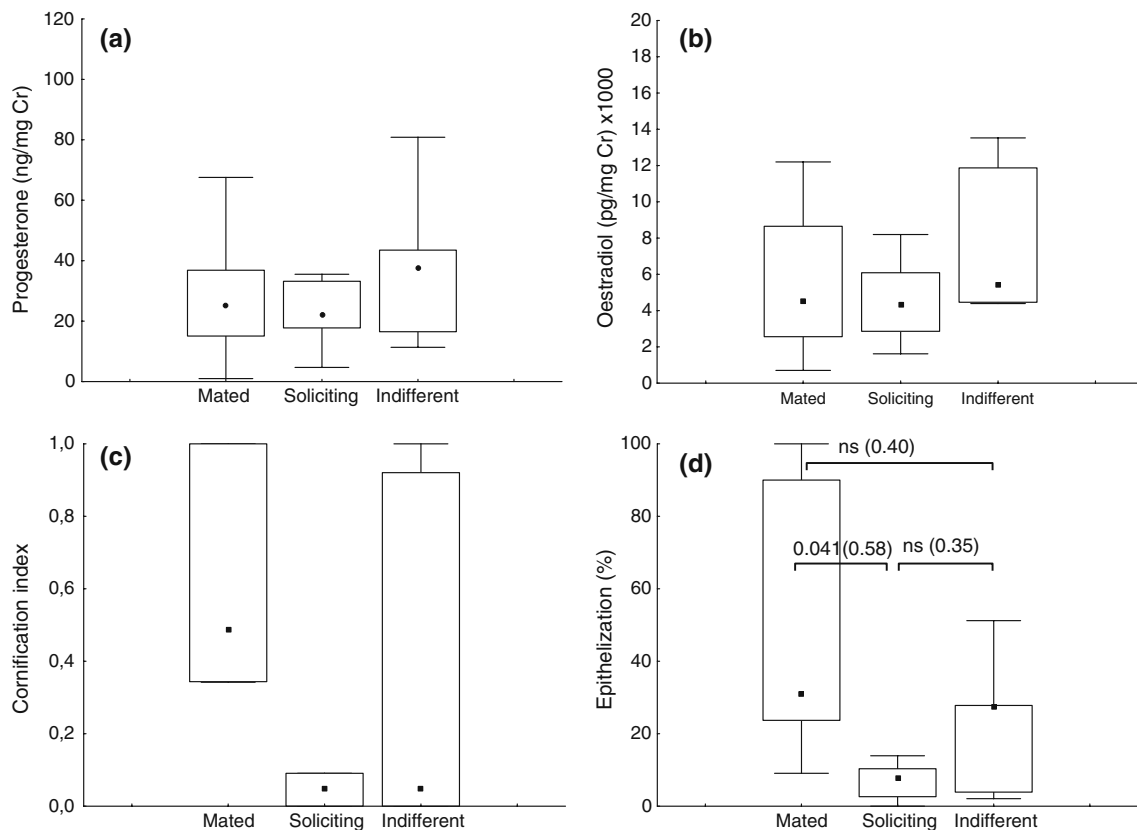 (a)
Progesterone (ng/mg Cr)
120
100
80
60
40
20
0
Mated Soliciting Indifferent
(b)
Oestradiol (pg/mg Cr) x1000
20
18
16
14
12
10
8
6
4
2
0
Mated Soliciting Indifferent
(c)
Cornification index
1,0
0,8
0,6
0,4
0,2
0,0
Mated Soliciting Indifferent
(d)
Epithelization (%)
100
80
60
40
20
0
ns (0.40)
0.041(0.58)
ns (0.35)
Mated Soliciting Indifferent